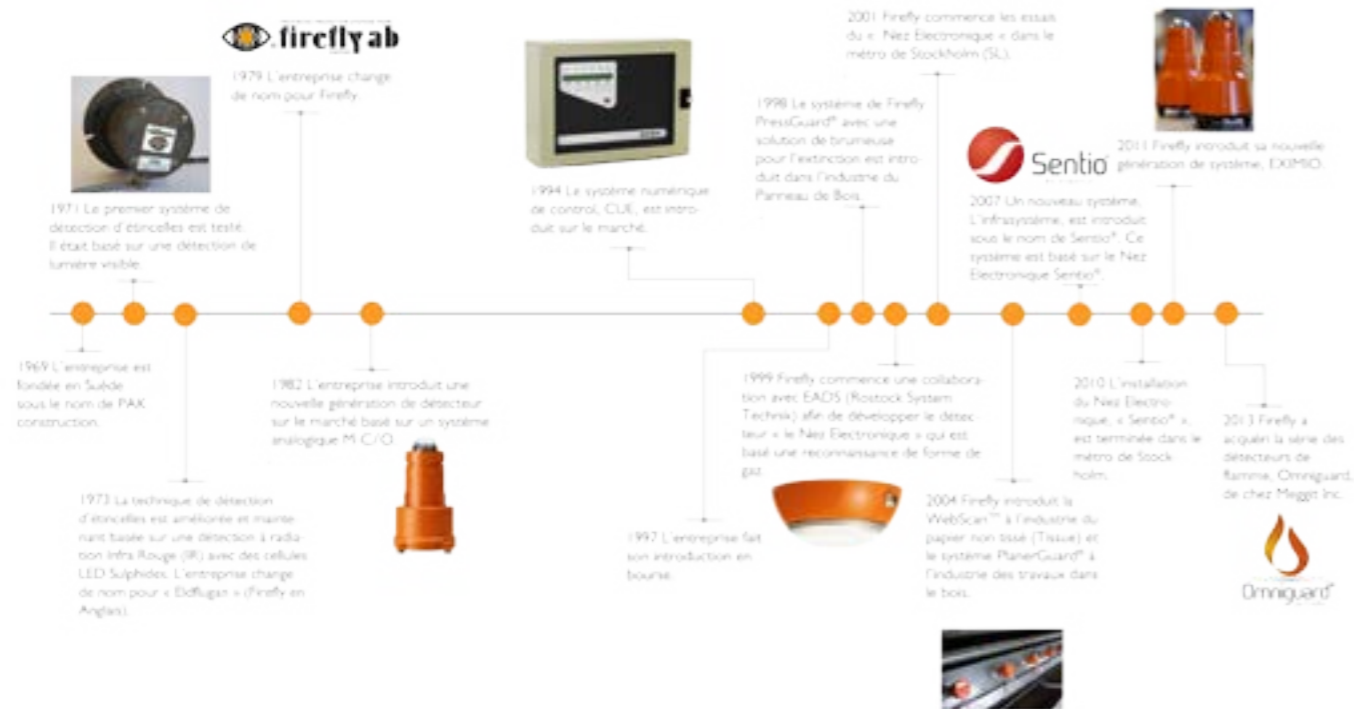 firefly ab
1979 L'entreprise change
de nom pour Firefly.
1971 Le premier système de
détection d'étincelles est testé.
Il était basé sur une détection de
lumière visible.
1994 Le système numérique
de control, CUE, est intro-
duit sur le marché.
1998 Le système de Firefly
PressGuard® avec une
solution de brumeuse
pour l'extinction est intro-
duit dans l'industrie du
Panneau de Bois.
2001 Firefly commence les essais
du « Nez Electronique » dans le
métro de Stockholm (SL).
Sentio
2007 Un nouveau système,
L'infrasystème, est introduit
sous le nom de Sentio®. Ce
système est basé sur le Nez
Electronique Sentio®.
2011 Firefly introduit sa nouvelle
génération de système, EXIMIO.
1969 L'entreprise est
fondée en Suède
sous le nom de PAK
construction.
1973 La technique de détection
d'étincelles est améliorée et mainte-
nant basée sur une détection à radia-
tion Infra Rouge (IR) avec des cellules
LED Sulphides. L'entreprise change
de nom pour « Eldflugan » (Firefly en
Anglais).
1982 L'entreprise introduit une
nouvelle génération de détecteur
sur le marché basé sur un système
analogique M C/O.
1997 L'entreprise fait
son introduction en
bourse.
1999 Firefly commence une collabora-
tion avec EADS (Rostock System
Technik) afin de développer le détec-
teur « le Nez Electronique » qui est
basé une reconnaissance de forme de
gaz.
2004 Firefly introduit la
WebScan™ à l'industrie du
papier non tissé (Tissue) et
le système PlanerGuard® à
l'industrie des travaux dans
le bois.
2010 L'installation
du Nez Electro-
nique, « Sentio® »,
est terminée dans le
métro de Stock
holm.
2013 Firefly a
acquéri la série des
détecteurs de
flamme, Omniguard,
de chez Meggit Inc.
Omniguard